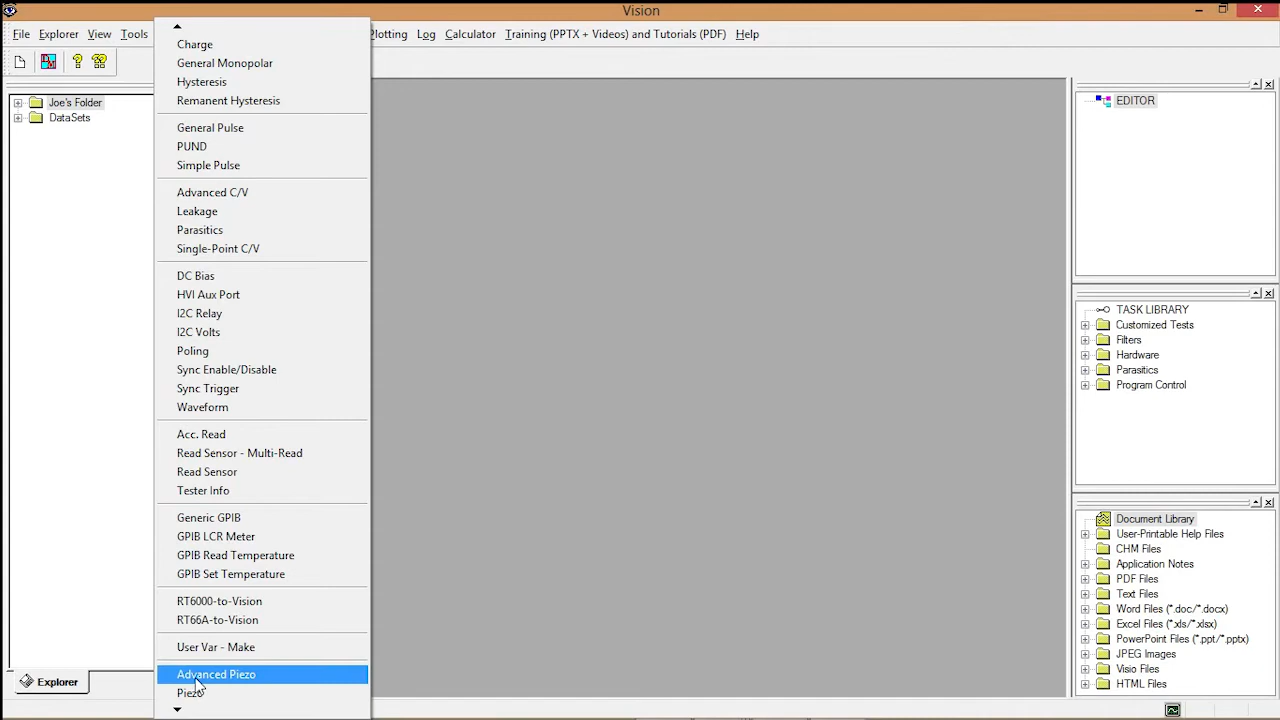 Vision
File Explorer View Tools Plotting Log Calculator Training (PPTX + Videos) and Tutorials (PDF) Help
Joe's Folder
DataSets
Explorer
Charge
General Monopolar
Hysteresis
Remanent Hysteresis
General Pulse
PUND
Simple Pulse
Advanced C/V
Leakage
Parasitics
Single-Point C/V
DC Bias
HVI Aux Port
I2C Relay
I2C Volts
Poling
Sync Enable/Disable
Sync Trigger
Waveform
Acc. Read
Read Sensor - Multi-Read
Read Sensor
Tester Info
Generic GPIB
GPIB LCR Meter
GPIB Read Temperature
GPIB Set Temperature
RT6000-to-Vision
RT66A-to-Vision
User Var - Make
Advanced Piezo
Piezo
EDITOR
TASK LIBRARY
Customized Tests
Filters
Hardware
Parasitics
Program Control
Document Library
User-Printable Help Files
CHM Files
Application Notes
PDF Files
Text Files
Word Files (*.doc/*.docx)
Excel Files (*.xls/*.xlsx)
PowerPoint Files (*.ppt/*.pptx)
JPEG Images
Visio Files
HTML Files